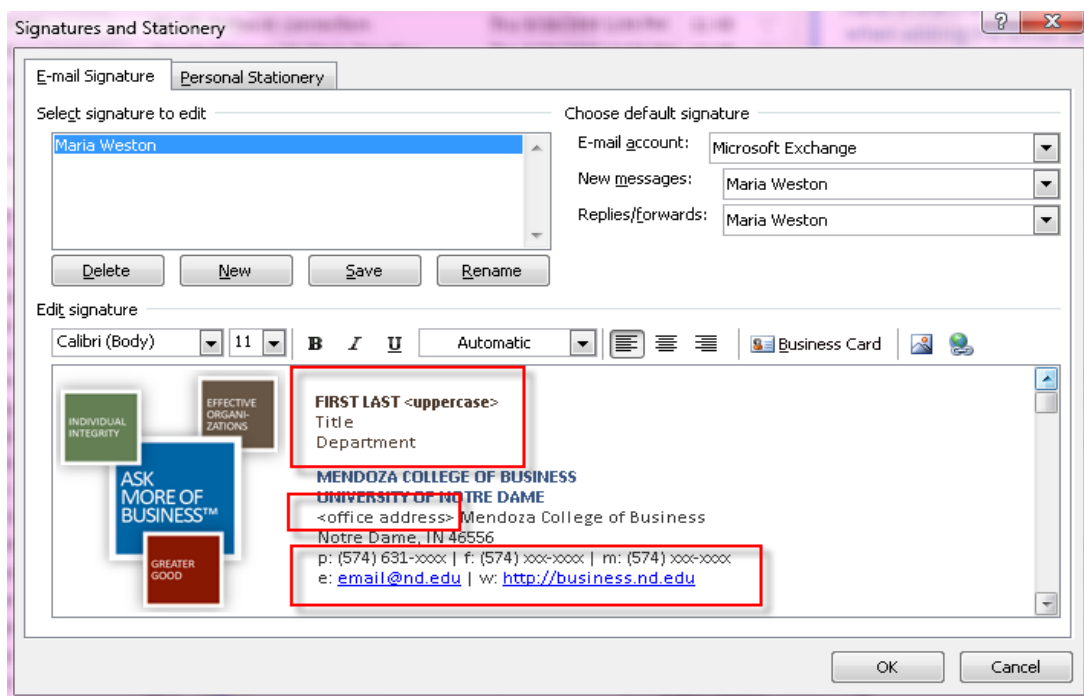 Signatures and Stationery
E-mail Signature
Personal Stationery
Select signature to edit
Choose default signature
Maria Weston
E-mail account:
Microsoft Exchange
New messages:
Maria Weston
Replies/forwards:
Maria Weston
Delete
New
Save
Rename
Edit signature
Calibri (Body)
11
B
I
U
Automatic
Business Card
INDIVIDUAL
INTEGRITY
EFFECTIVE
ORGANI-
ZATIONS
ASK
MORE OF
BUSINESS™
GREATER
GOOD
FIRST LAST <uppercase>
Title
Department
MENDOZA COLLEGE OF BUSINESS
UNIVERSITY OF NOTRE DAME
<office address> Mendoza College of Business
Notre Dame, IN 46556
p: (574) 631-xxxx | f: (574) xxx-xxxx | m: (574) xxx-xxxx
e: email@nd.edu | w: http://business.nd.edu
OK
Cancel